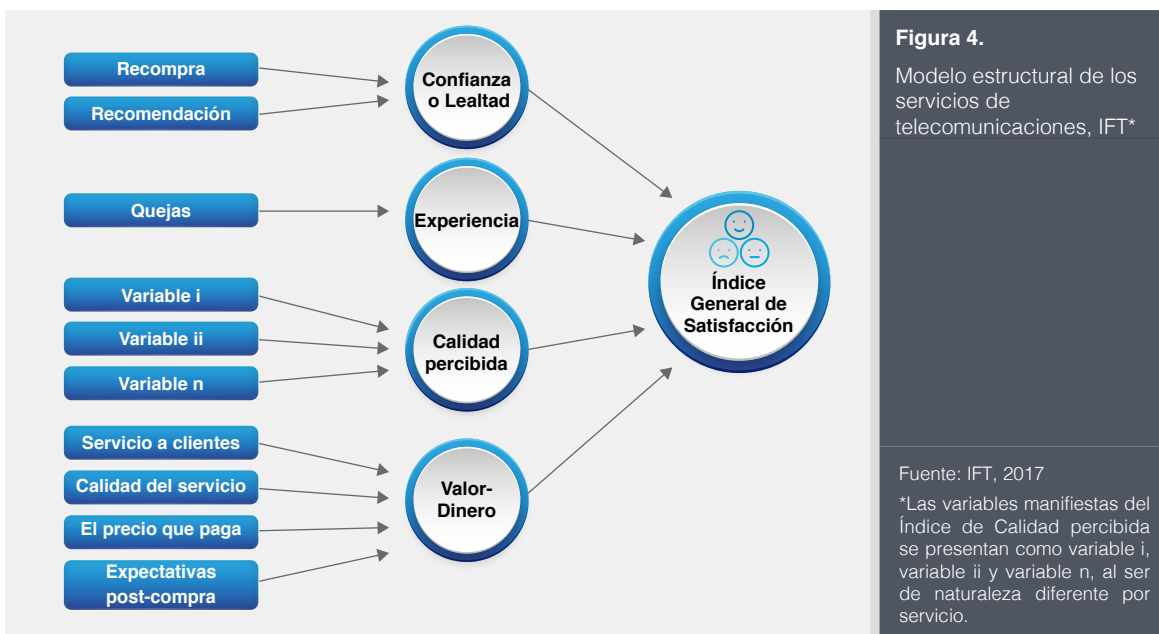 Recompra
Recomendación
Quejas
Variable i
Variable ii
Variable n
Servicio a clientes
Calidad del servicio
El precio que paga
Expectativas
post-compra
Confianza
o Lealtad
Experiencia
Calidad
percibida
Valor-
Dinero
Índice
General de
Satisfacción
Figura 4.
Modelo estructural de los
servicios de
telecomunicaciones, IFT*
Fuente: IFT, 2017
*Las variables manifiestas del
Índice de Calidad percibida
se presentan como variable i,
variable ii y variable n, al ser
de naturaleza diferente por
servicio.